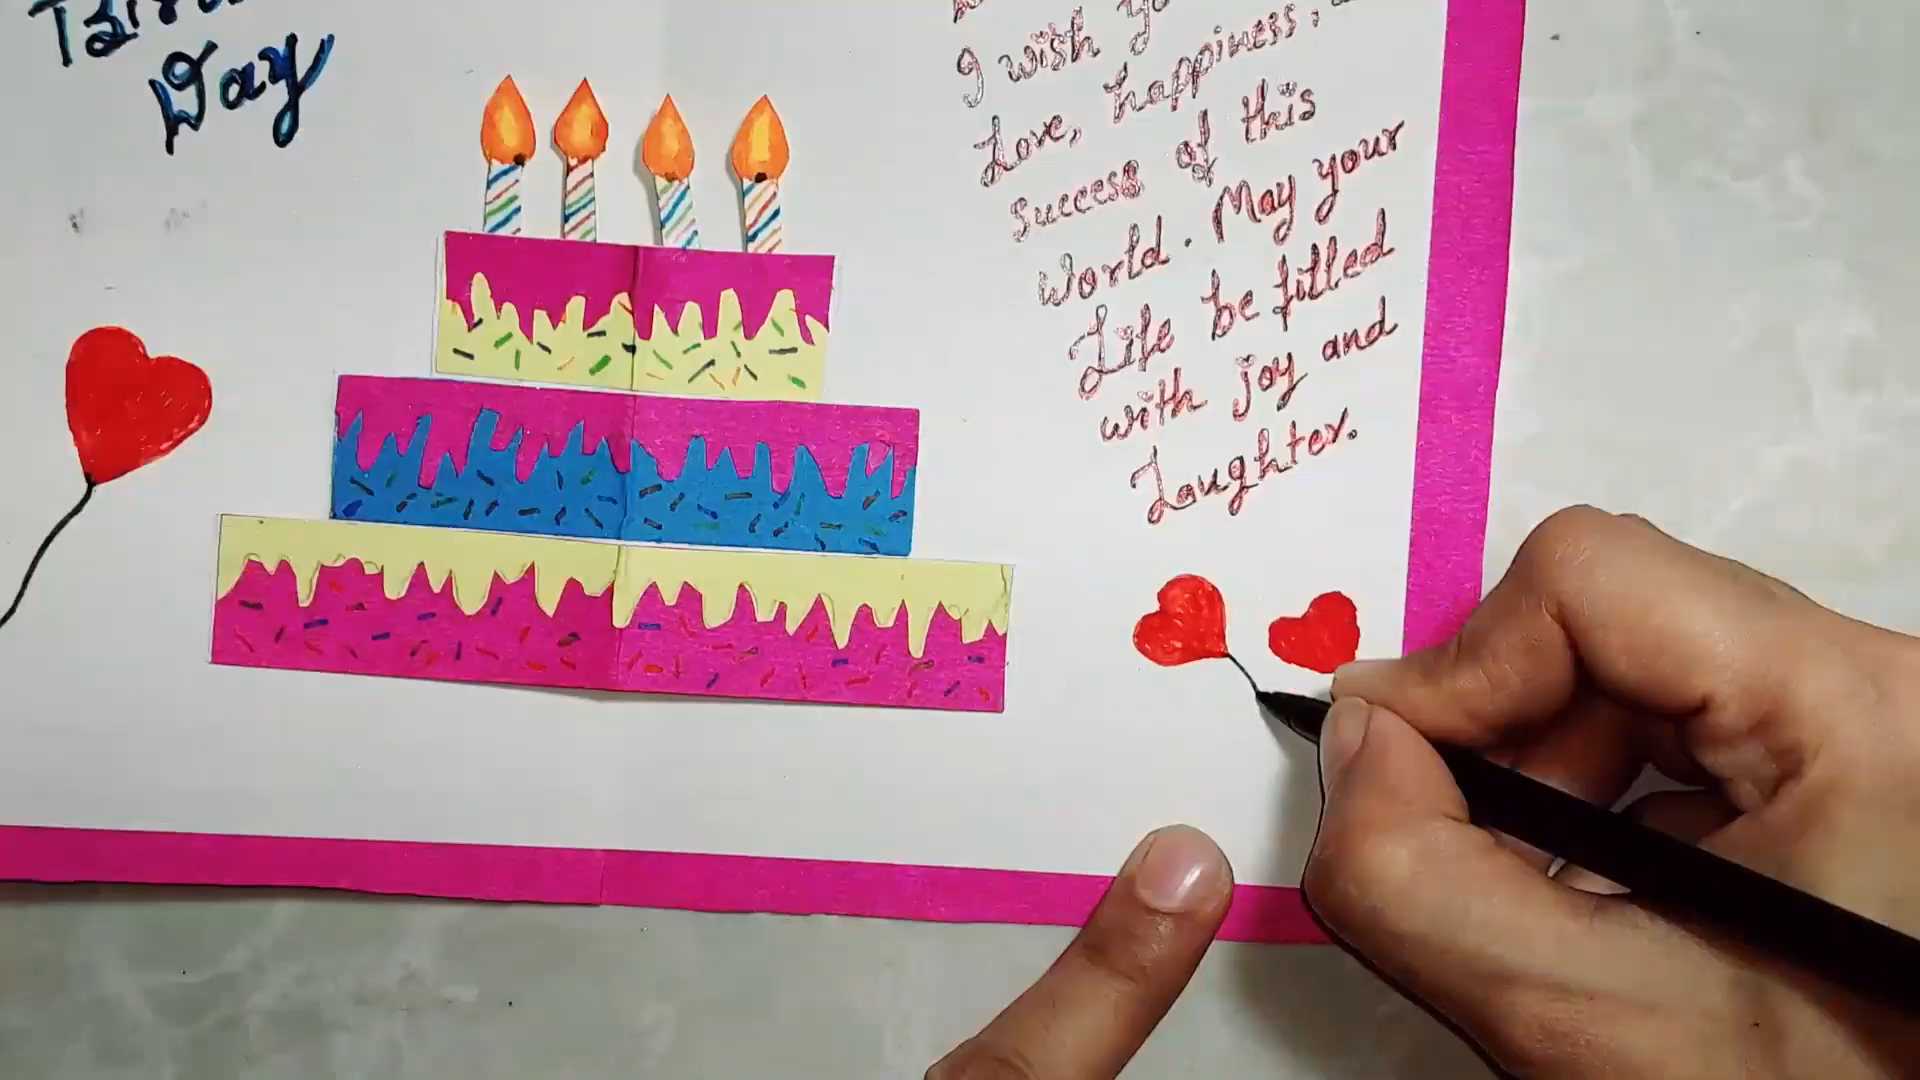 Day
I wish
Love, happiness,
Success of this
World. May your
Life be filled
with joy and
Laughter.